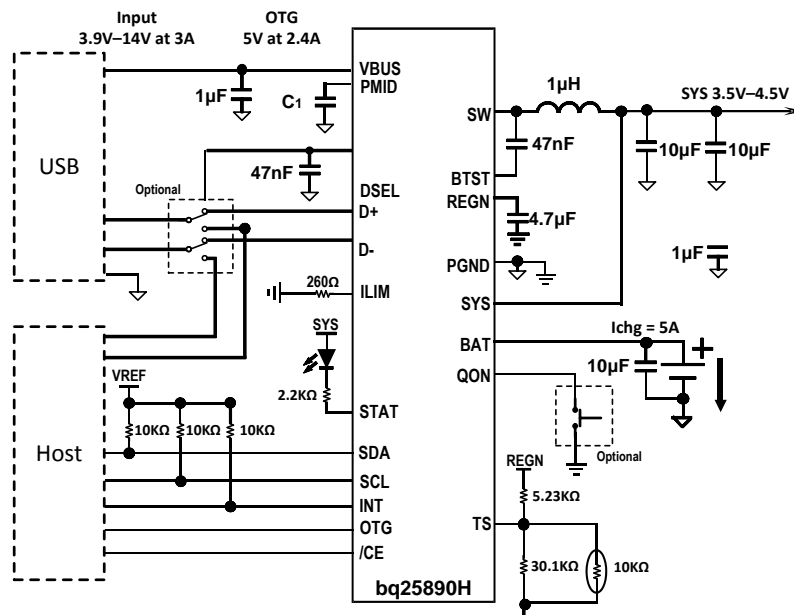 Input OTG
3.9V–14V at 3A 5V at 2.4A
VBUS
PMID
1µF
C1
1µH
SYS 3.5V–4.5V
SW
USB
47nF
10µF
10µF
47nF
BTST
Optional
DSEL
REGN
D+
4.7µF
D-
1µF
PGND
260Ω
ILIM
SYS
SYS
Ichg = 5A
BAT
VREF
10µF
QON
2.2KΩ
STAT
10KΩ 10KΩ 10KΩ
Host
SDA
Optional
REGN
SCL
5.23KΩ
INT
TS
OTG
/CE
30.1KΩ
10KΩ
bq25890H